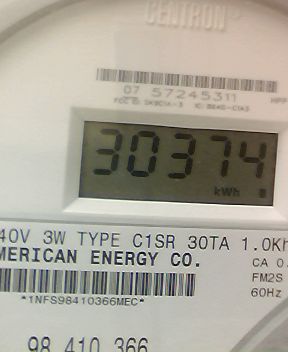 CENTRON®
07 57245311
30374
kWh
40V 3W TYPE C1SR 30TA 1.0Kh
MERICAN ENERGY CO.
CA 0.
FM2S
*1NFS98410366MEC*
60Hz
98 410 366